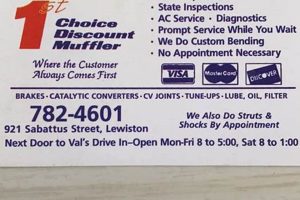 1st
Choice
Discount
Muffler
Where the Customer
Always Comes First
• State Inspections
• AC Service • Diagnostics
• Prompt Service While You Wait
• We Do Custom Bending
• No Appointment Necessary
VISA MasterCard DISCOVER
BRAKES • CATALYTIC CONVERTERS • CV JOINTS • TUNE-UPS • LUBE, OIL, FILTER
782-4601
921 Sabattus Street, Lewiston
We Also Do Struts &
Shocks By Appointment
Next Door to Val's Drive In–Open Mon-Fri 8 to 5:00, Sat 8 to 1:00